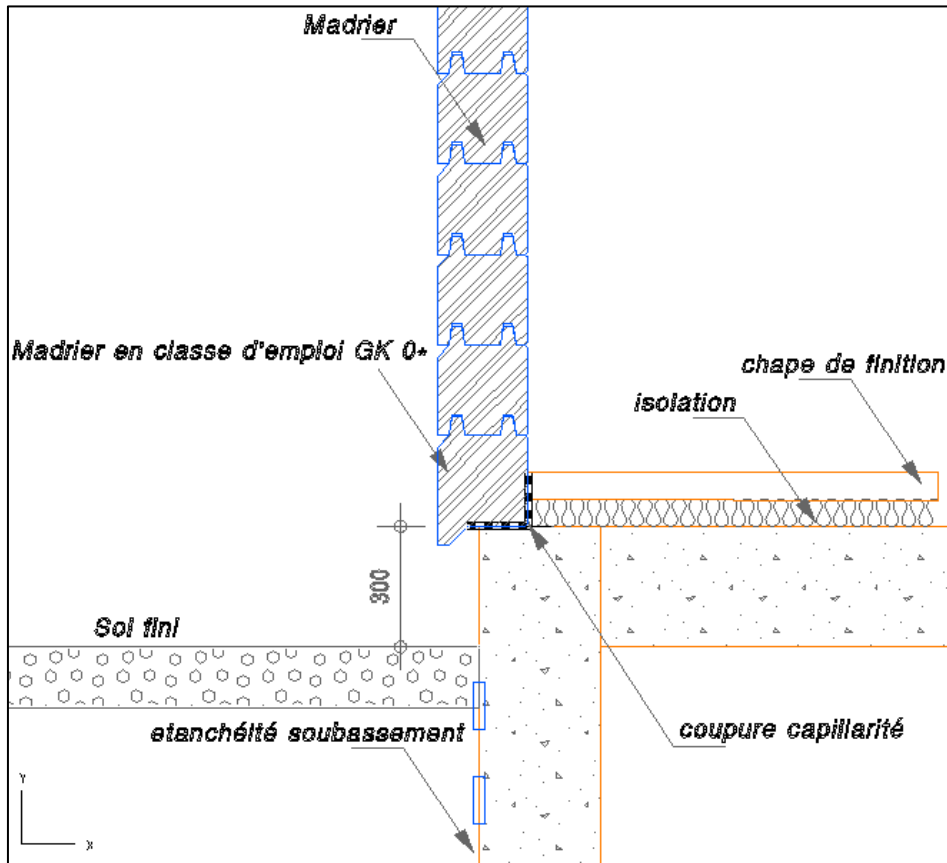 Madrier
Madrier en classe d'emploi GK 0*
chape de finition
isolation
300
Sol fini
etanchéité soubassement
coupure capillarité
Y
X